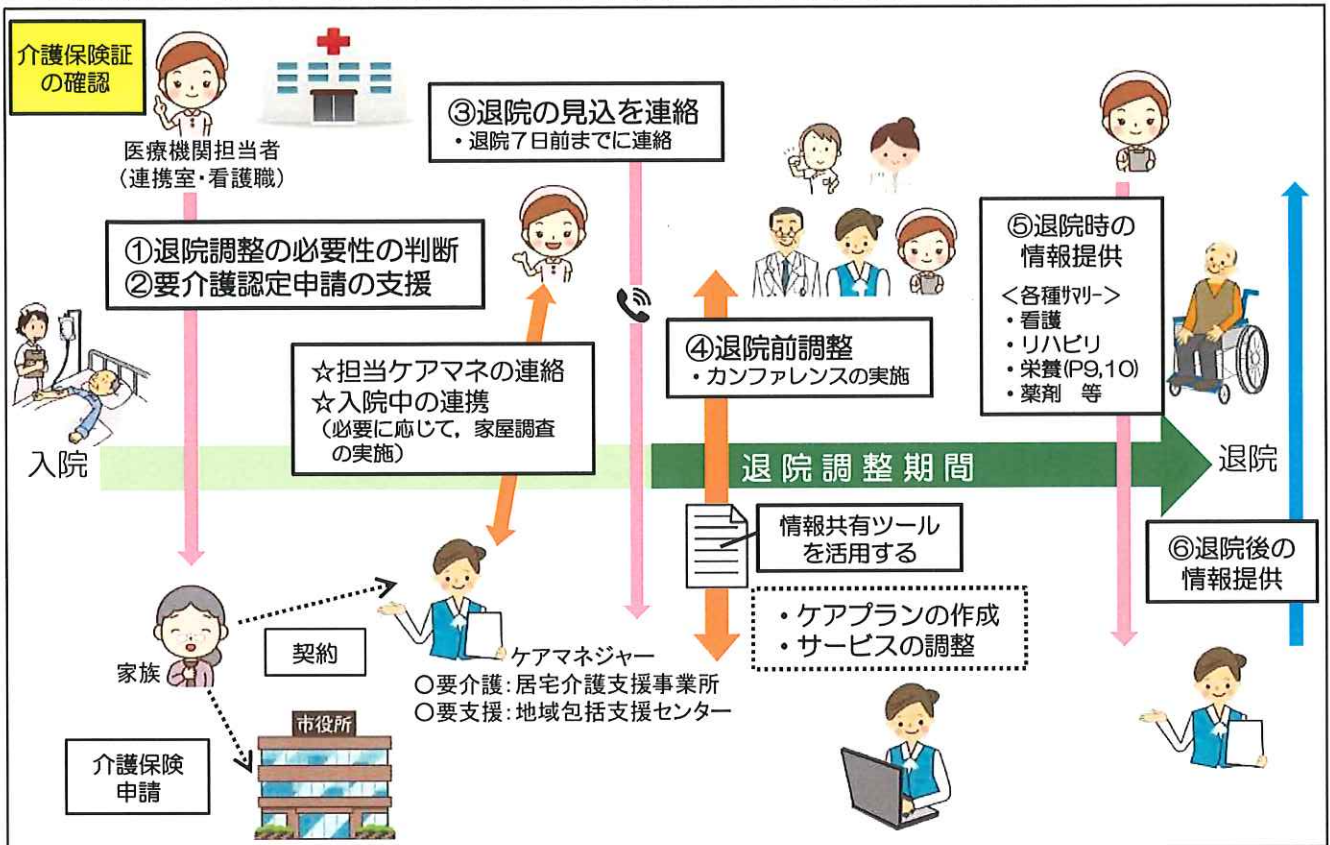 介護保険証
の確認
医療機関担当者
(連携室・看護職)
①退院調整の必要性の判断
②要介護認定申請の支援
③退院の見込を連絡
・退院7日前までに連絡
☆担当ケアマネの連絡
☆入院中の連携
(必要に応じて,家屋調査
の実施)
④退院前調整
・カンファレンスの実施
⑤退院時の
情報提供
<各種ｻﾏﾘｰ>
・看護
・リハビリ
・栄養(P9,10)
・薬剤 等
入院
退院調整期間
退院
情報共有ツール
を活用する
・ケアプランの作成
・サービスの調整
⑥退院後の
情報提供
家族
契約
ケアマネジャー
○要介護:居宅介護支援事業所
○要支援:地域包括支援センター
市役所
介護保険
申請